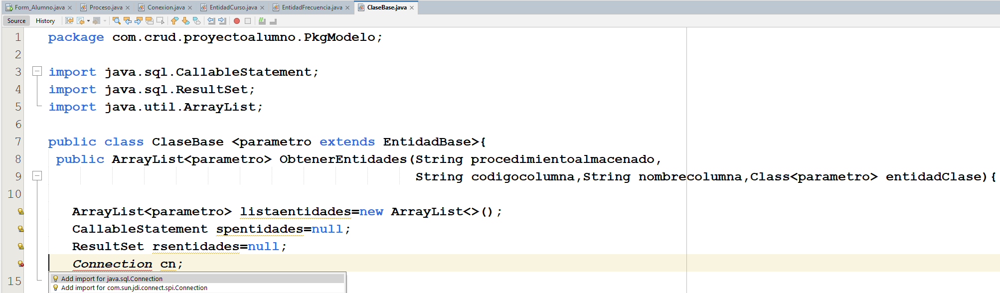 Form_Alumno.java Proceso.java Conexion.java EntidadCurso.java EntidadFrecuencia.java ClaseBase.java
Source History
1 package com.crud.proyectoalumno.PkgModelo;
2
3 import java.sql.CallableStatement;
4 import java.sql.ResultSet;
5 import java.util.ArrayList;
6
7 public class ClaseBase <parametro extends EntidadBase>{
8 public ArrayList<parametro> ObtenerEntidades(String procedimientoalmacenado,
9 String codigocolumna,String nombrecolumna,Class<parametro> entidadClase){
10
ArrayList<parametro> listaentidades=new ArrayList<>();
CallableStatement spentidades=null;
ResultSet rsentidades=null;
Connection cn;
15 Add import for java.sql.Connection
Add import for com.sun.jdi.connect.spi.Connection